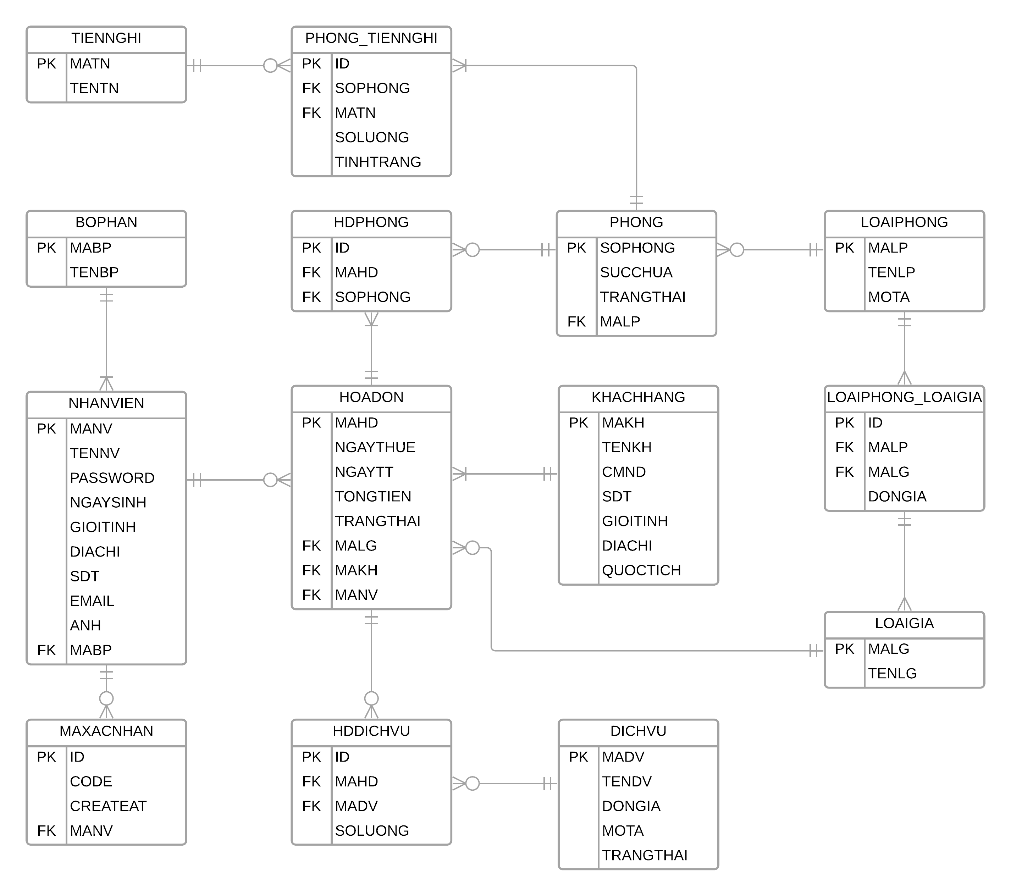 TIENNGHI
PK MATN
TENTN
PHONG_TIENNGHI
PK ID
FK SOPHONG
FK MATN
SOLUONG
TINHTRANG
BOPHAN
PK MABP
TENBP
HDPHONG
PK ID
FK MAHD
FK SOPHONG
PHONG
PK SOPHONG
SUCCHUA
TRANGTHAI
FK MALP
LOAIPHONG
PK MALP
TENLP
MOTA
NHANVIEN
PK MANV
TENNV
PASSWORD
NGAYSINH
GIOITINH
DIACHI
SDT
EMAIL
ANH
FK MABP
HOADON
PK MAHD
NGAYTHUE
NGAYTT
TONGTIEN
TRANGTHAI
FK MALG
FK MAKH
FK MANV
KHACHHANG
PK MAKH
TENKH
CMND
SDT
GIOITINH
DIACHI
QUOCTICH
LOAIPHONG_LOAIGIA
PK ID
FK MALP
FK MALG
DONGIA
LOAIGIA
PK MALG
TENLG
MAXACNHAN
PK ID
CODE
CREATEAT
FK MANV
HDDICHVU
PK ID
FK MAHD
FK MADV
SOLUONG
DICHVU
PK MADV
TENDV
DONGIA
MOTA
TRANGTHAI